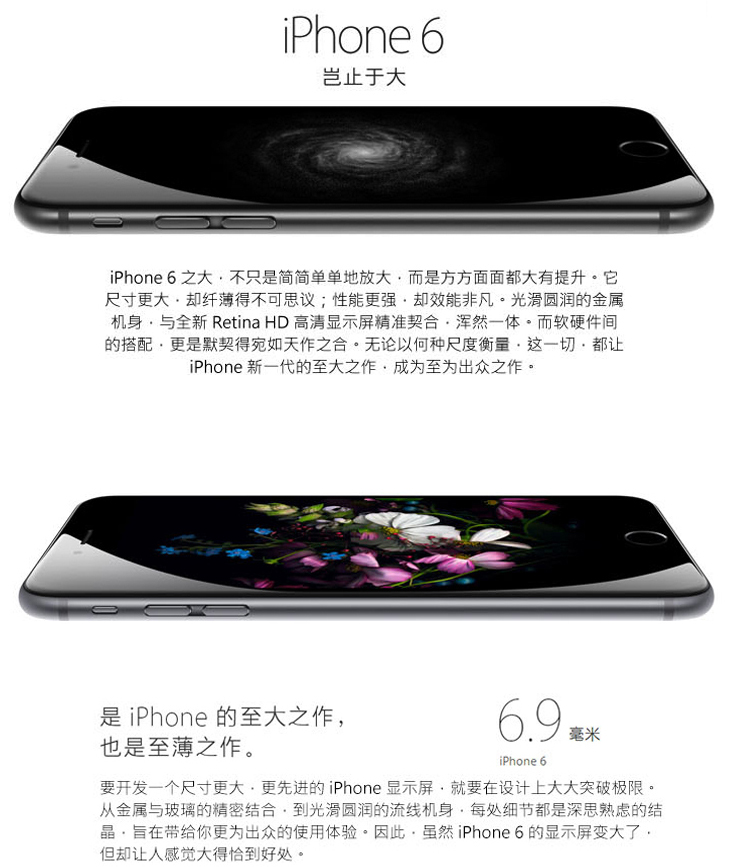 iPhone 6
岂止于大
iPhone 6 之大，不只是简简单单地放大，而是方方面面都大有提升。它
尺寸更大，却纤薄得不可思议；性能更强，却效能非凡。光滑圆润的金属
机身，与全新 Retina HD 高清显示屏精准契合，浑然一体。而软硬件间
的搭配，更是默契得宛如天作之合。无论以何种尺度衡量，这一切，都让
iPhone 新一代的至大之作，成为至为出众之作。
是 iPhone 的至大之作，
也是至薄之作。
6.9 毫米
iPhone 6
要开发一个尺寸更大，更先进的 iPhone 显示屏，就要在设计上大大突破极限。
从金属与玻璃的精密结合，到光滑圆润的流线机身，每处细节都是深思熟虑的结
晶，旨在带给你更为出众的使用体验。因此，虽然 iPhone 6 的显示屏变大了，
但却让人感觉大得恰到好处。